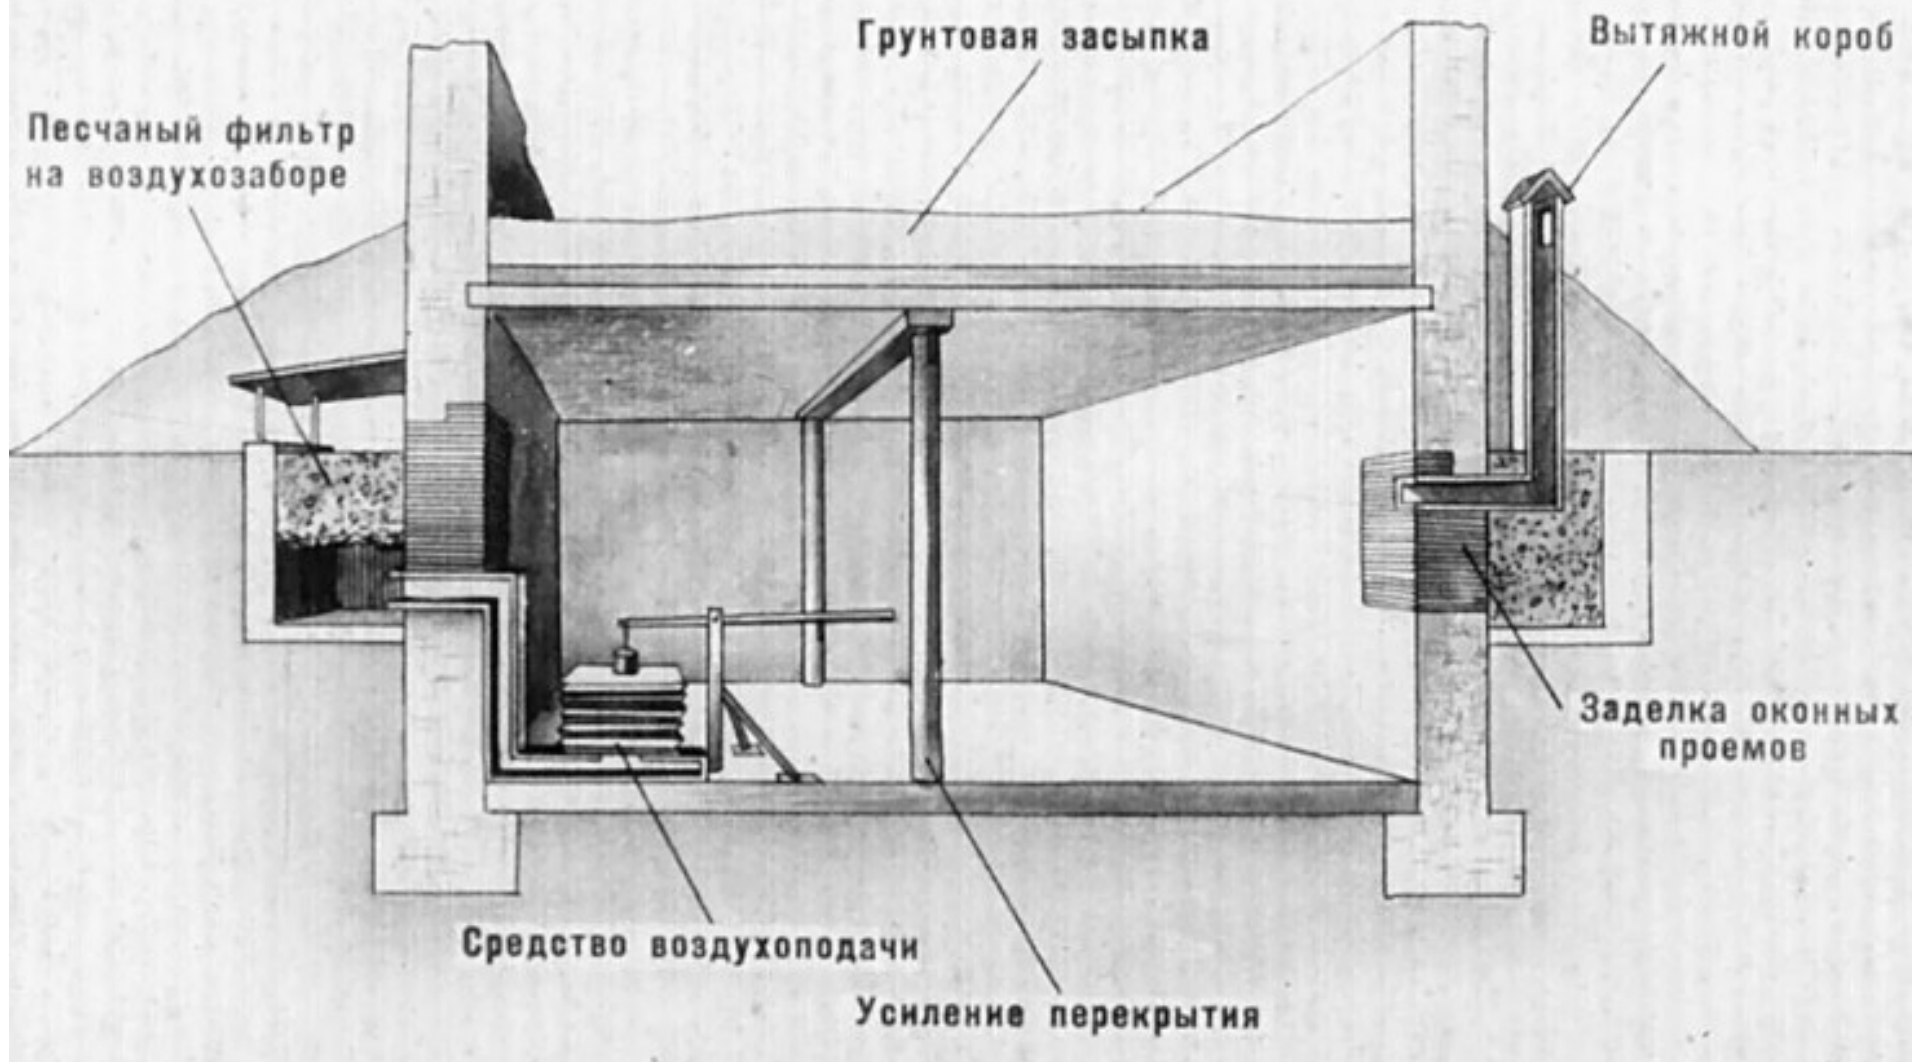 Грунтовая засыпка
Вытяжной короб
Песчаный фильтр
на воздухозаборе
Заделка оконных
проемов
Средство воздухоподачи
Усиление перекрытия